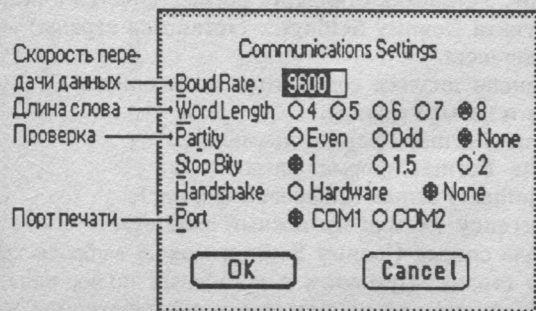 Communications Settings
Скорость пере-
дачи данных Boud Rate: 9600
Длина слова Word Length 4 5 6 7 8
Проверка Partity Even Odd None
Stop Bity 1 1.5 2
Handshake Hardware None
Порт печати Port COM1 COM2
OK Cancel